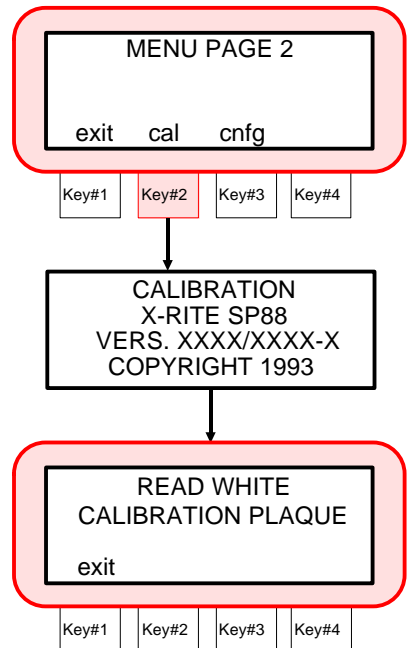 MENU PAGE 2
exit cal cnfg
Key#1 Key#2 Key#3 Key#4
CALIBRATION
X-RITE SP88
VERS. XXXX/XXXX-X
COPYRIGHT 1993
READ WHITE
CALIBRATION PLAQUE
exit
Key#1 Key#2 Key#3 Key#4